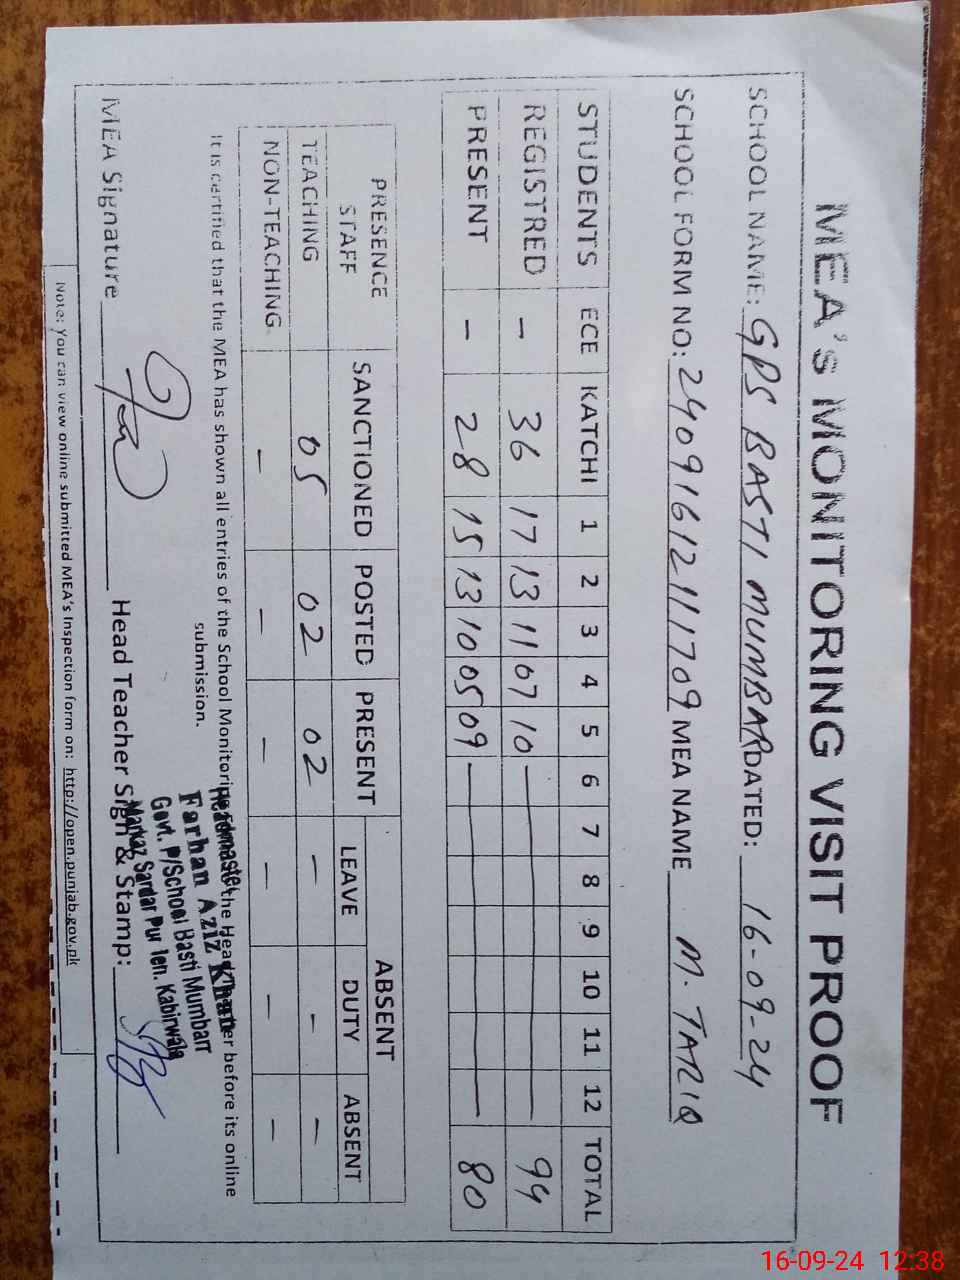 MEA's MONITORING VISIT PROOF
SCHOOL NAME: GPS BASTI MUMBAR DATED: 16-09-24
SCHOOL FORM NO: 24091612111709 MEA NAME M. TARIQ
STUDENTS ECE KATCHI 1 2 3 4 5 6 7 8 9 10 11 12 TOTAL
REGISTRED - 36 17 13 11 07 10 — 94
PRESENT - 28 15 13 10 05 09 — 80
PRESENCE STAFF SANCTIONED POSTED PRESENT ABSENT
LEAVE DUTY ABSENT
TEACHING 05 02 02 - - -
NON-TEACHING - - - - - -
It is certified that the MEA has shown all entries of the School Monitoring the Head Teacher before its online
submission.
Headmaster
Farhan Aziz Khan
Govt. P/School Basti Mumbarr
Markaz Sardar Pur Teh. Kabirwala
MEA Signature Head Teacher Sign & Stamp:
Note: You can view online submitted MEA's Inspection form on: http://open.punjab.gov.pk
16-09-24 12:38